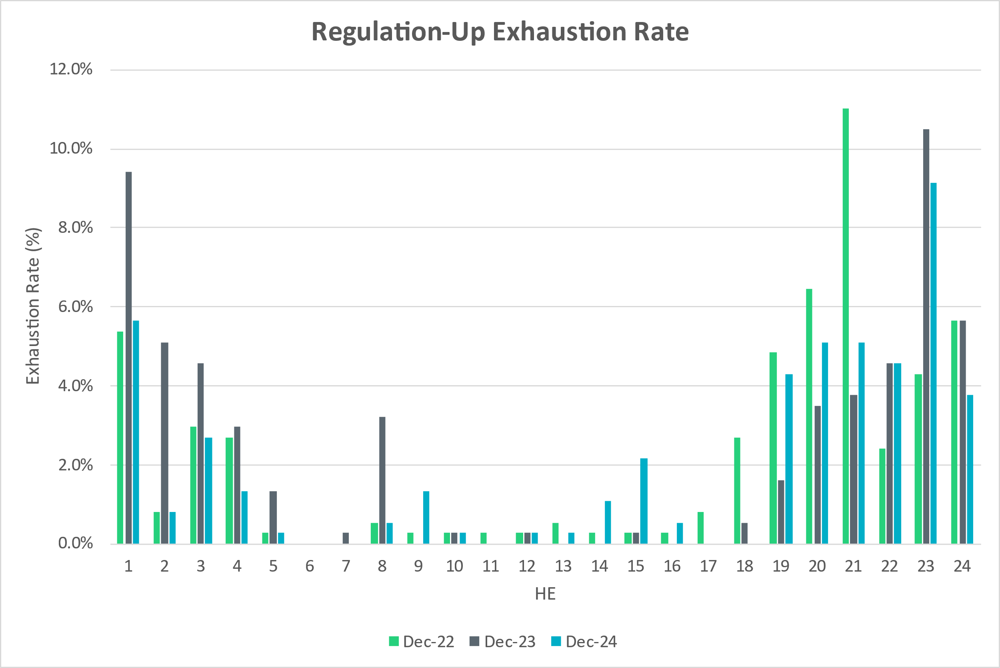 Regulation-Up Exhaustion Rate
12.0%
10.0%
8.0%
6.0%
4.0%
2.0%
0.0%
Exhaustion Rate (%)
1 2 3 4 5 6 7 8 9 10 11 12 13 14 15 16 17 18 19 20 21 22 23 24
HE
Dec-22 Dec-23 Dec-24